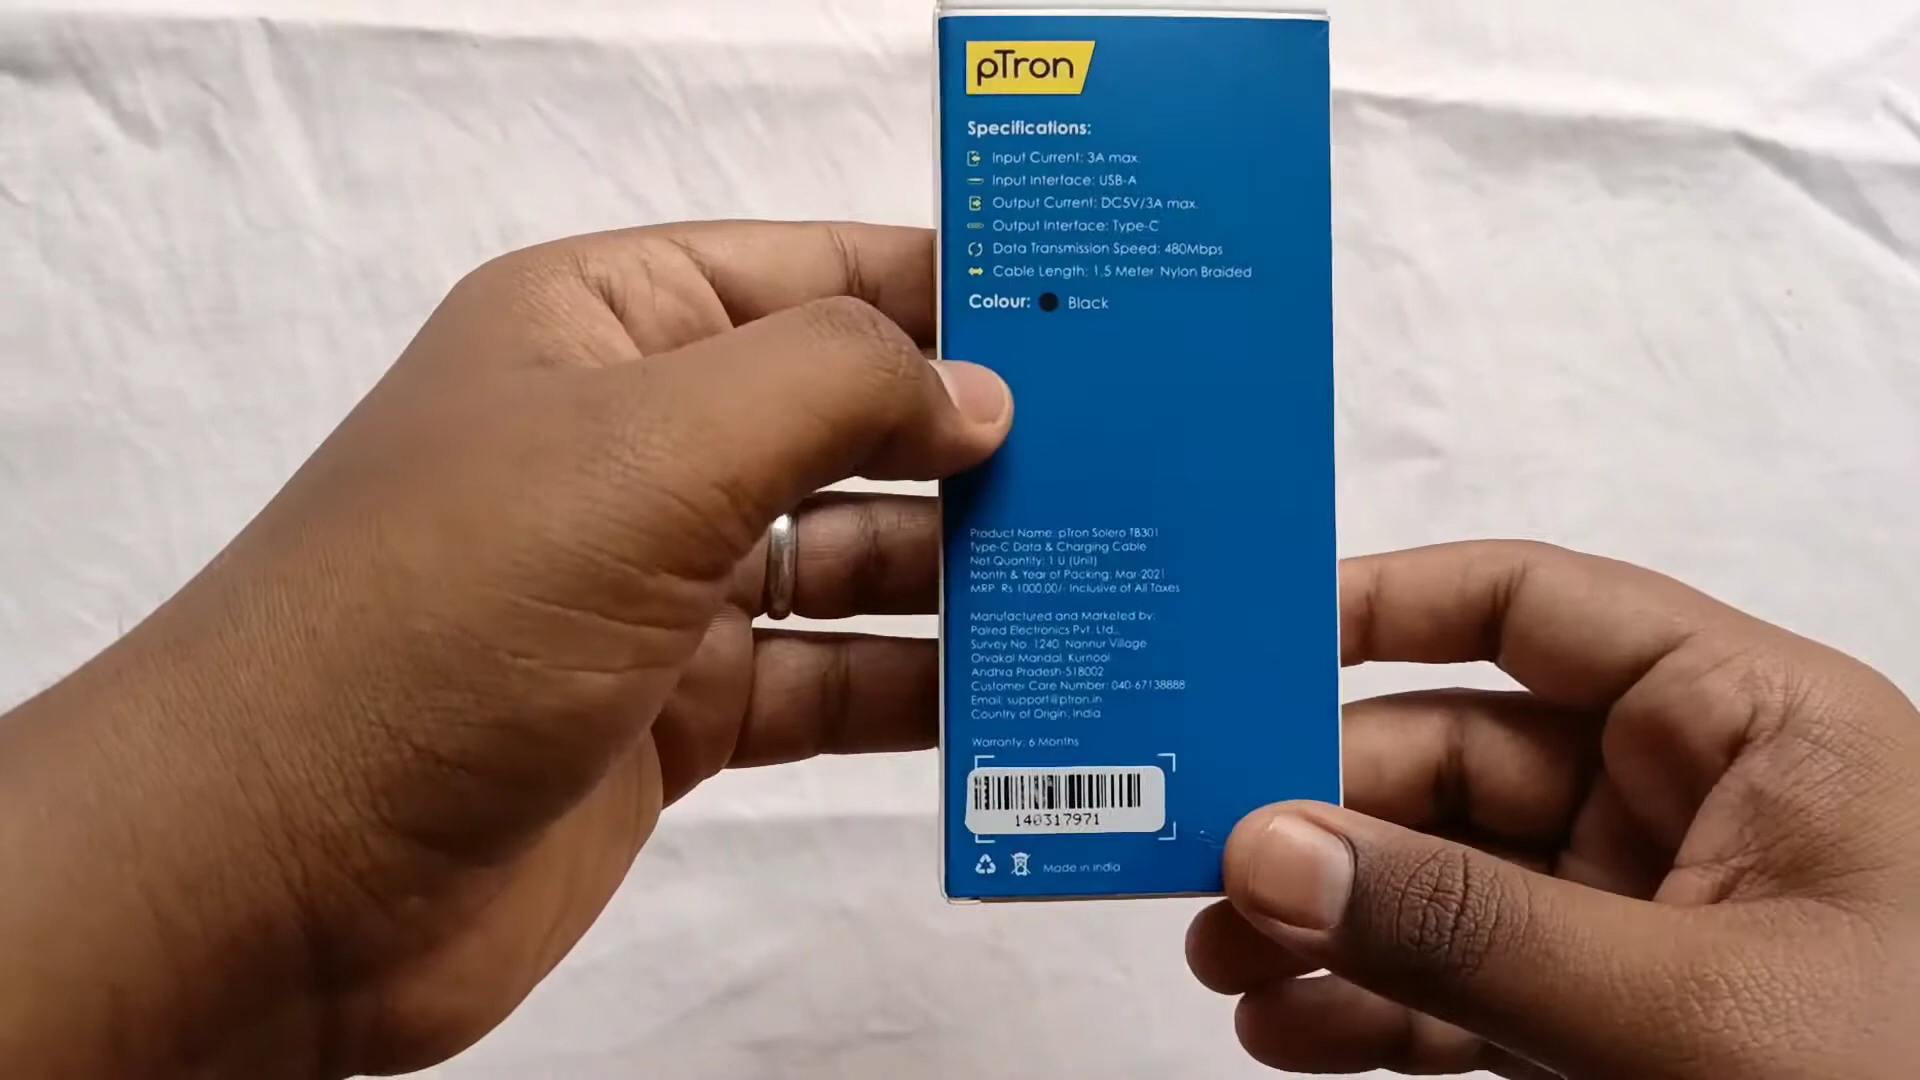 pTron
Specifications:
Input Current: 3A max.
Input Interface: USB-A
Output Current: DC5V/3A max.
Output Interface: Type-C
Data Transmission Speed: 480Mbps
Cable Length: 1.5 Meter Nylon Braided
Colour: Black
Product Name: pTron Solero TB301
Type-C Data & Charging Cable
Net Quantity: 1 U (Unit)
Month & Year of Packing: Mar-2021
MRP: Rs 1000.00/- Inclusive of All Taxes
Manufactured and Marketed by:
Palred Electronics Pvt. Ltd.,
Survey No. 1240, Nannur Village
Orvakal Mandal, Kurnool
Andhra Pradesh-518002
Customer Care Number: 040-67138888
Email: support@ptron.in
Country of Origin: India
Warranty: 6 Months
140317971
Made in India